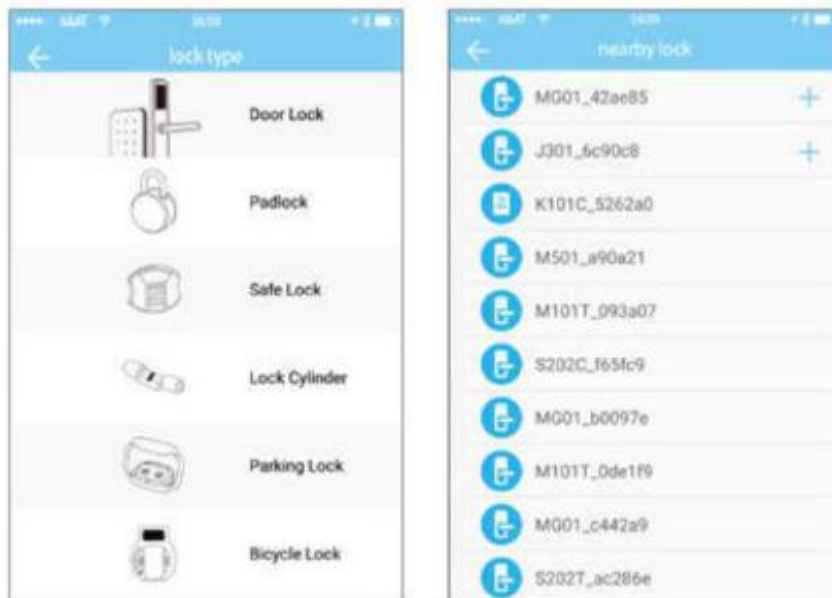 lock type
Door Lock
Padlock
Safe Lock
Lock Cylinder
Parking Lock
Bicycle Lock
nearby lock
MG01_42ae85
J301_6c90c8
K101C_5262a0
M501_a90a21
M101T_093a07
S202C_f65fc9
MG01_b0097e
M101T_0de1f9
MG01_c442a9
S202T_ac286e